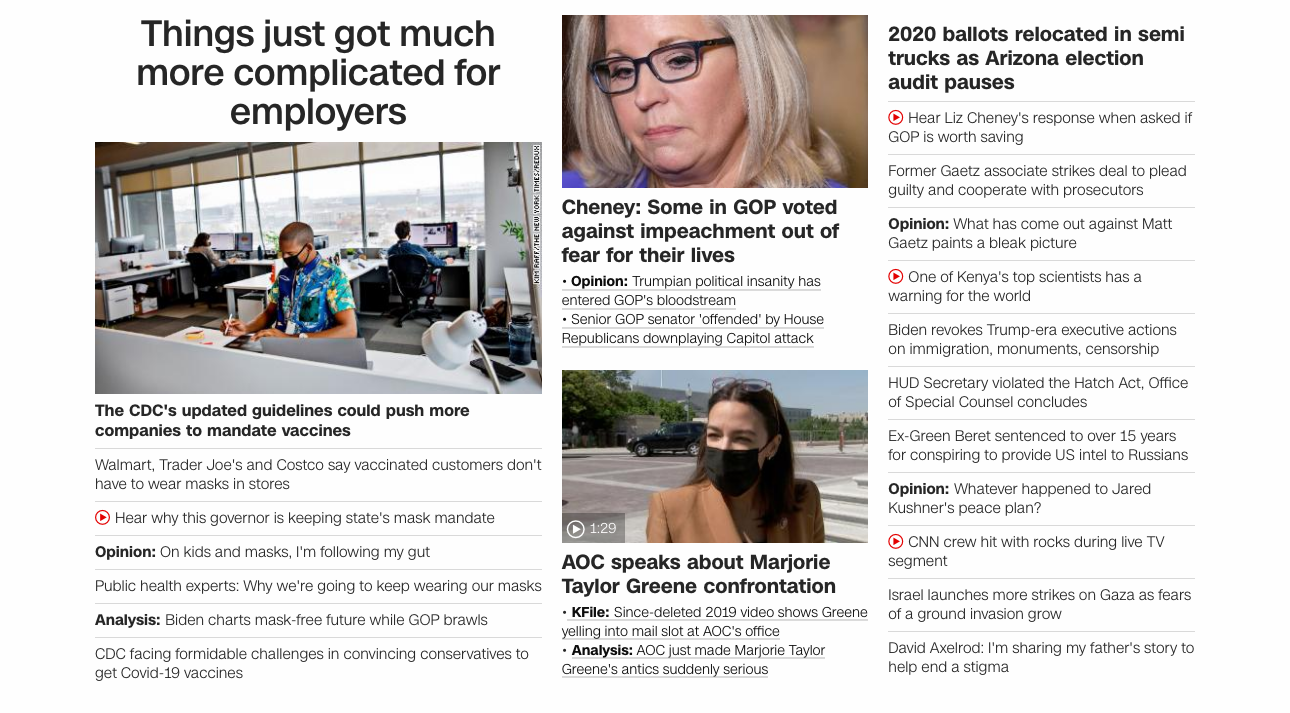 Things just got much
more complicated for
employers
KIM RAFF/THE NEW YORK TIMES/REDUX
The CDC's updated guidelines could push more
companies to mandate vaccines
Walmart, Trader Joe's and Costco say vaccinated customers don't
have to wear masks in stores
Hear why this governor is keeping state's mask mandate
Opinion: On kids and masks, I'm following my gut
Public health experts: Why we're going to keep wearing our masks
Analysis: Biden charts mask-free future while GOP brawls
CDC facing formidable challenges in convincing conservatives to
get Covid-19 vaccines
Cheney: Some in GOP voted
against impeachment out of
fear for their lives
• Opinion: Trumpian political insanity has
entered GOP's bloodstream
• Senior GOP senator 'offended' by House
Republicans downplaying Capitol attack
1:29
AOC speaks about Marjorie
Taylor Greene confrontation
• KFile: Since-deleted 2019 video shows Greene
yelling into mail slot at AOC's office
• Analysis: AOC just made Marjorie Taylor
Greene's antics suddenly serious
2020 ballots relocated in semi
trucks as Arizona election
audit pauses
Hear Liz Cheney's response when asked if
GOP is worth saving
Former Gaetz associate strikes deal to plead
guilty and cooperate with prosecutors
Opinion: What has come out against Matt
Gaetz paints a bleak picture
One of Kenya's top scientists has a
warning for the world
Biden revokes Trump-era executive actions
on immigration, monuments, censorship
HUD Secretary violated the Hatch Act, Office
of Special Counsel concludes
Ex-Green Beret sentenced to over 15 years
for conspiring to provide US intel to Russians
Opinion: Whatever happened to Jared
Kushner's peace plan?
CNN crew hit with rocks during live TV
segment
Israel launches more strikes on Gaza as fears
of a ground invasion grow
David Axelrod: I'm sharing my father's story to
help end a stigma